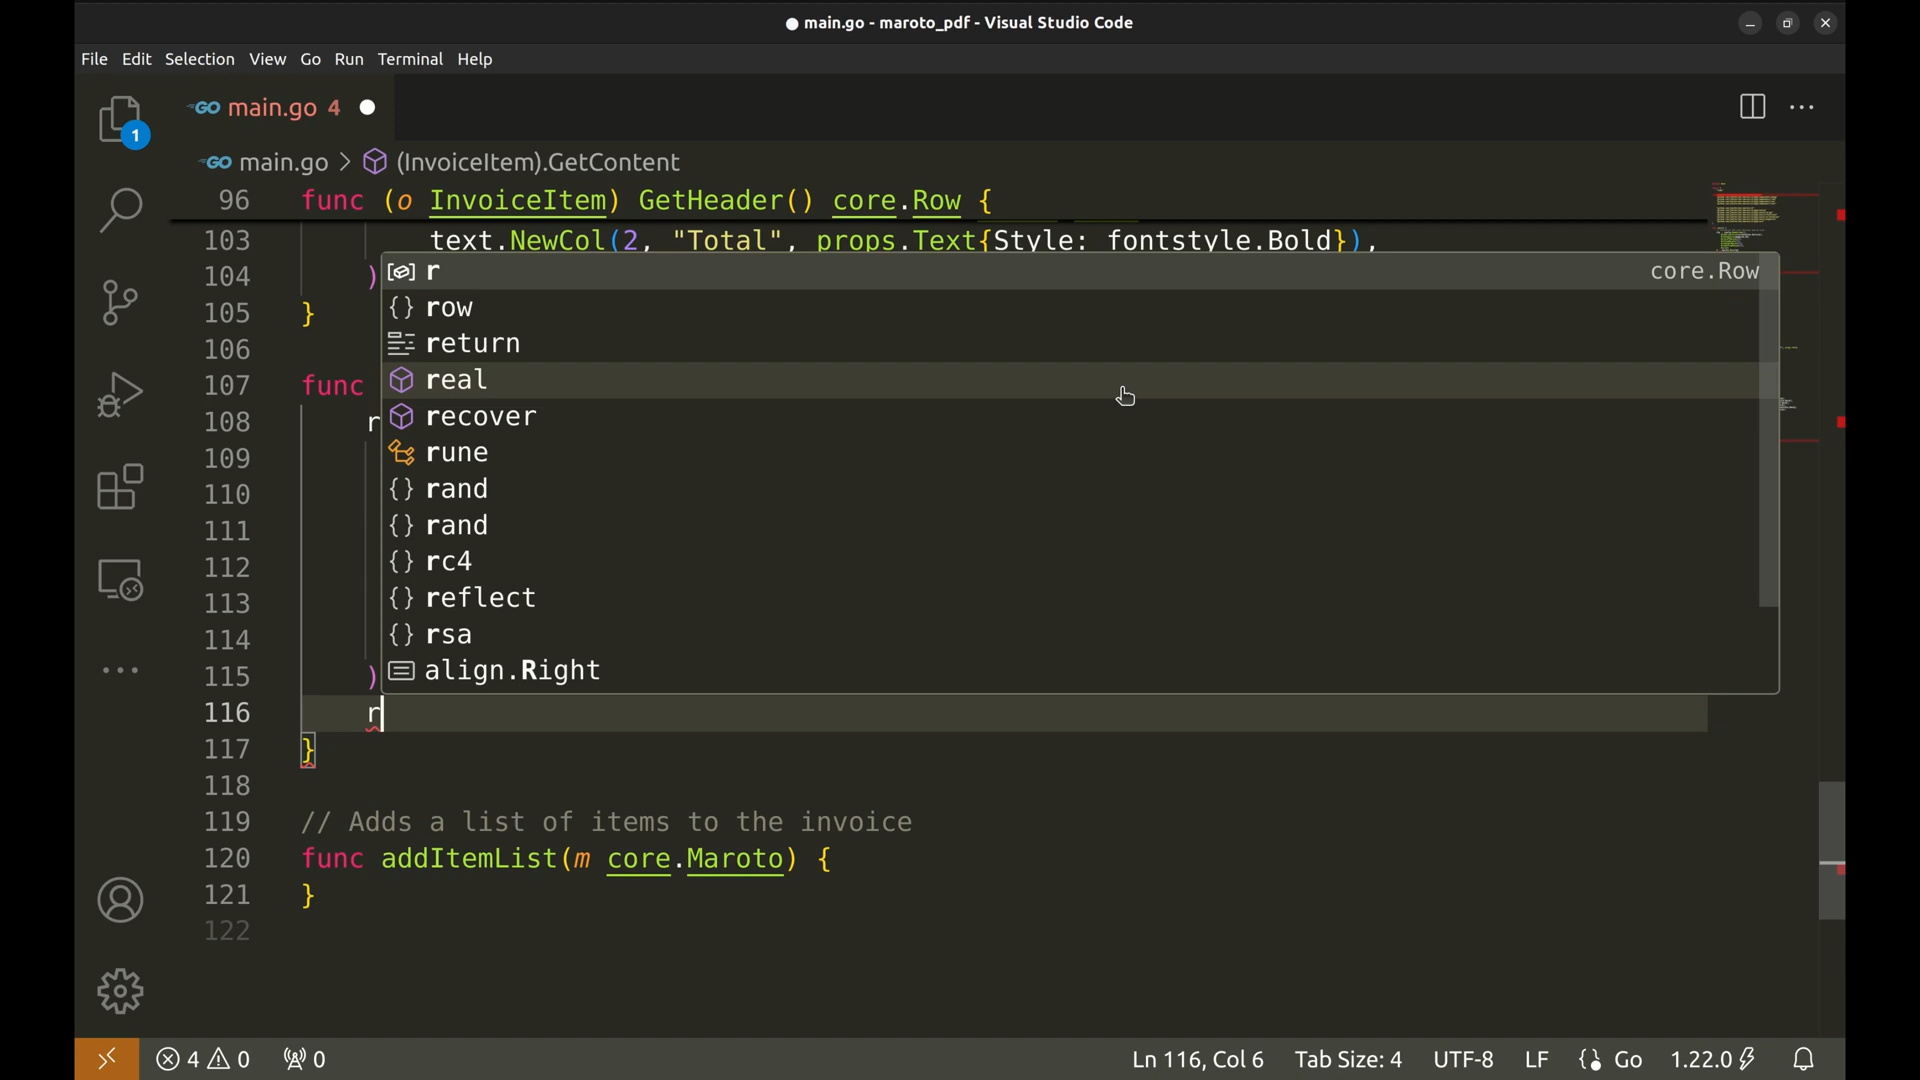 main.go - maroto_pdf - Visual Studio Code
File Edit Selection View Go Run Terminal Help
GO main.go 4
1
GO main.go > (InvoiceItem).GetContent
96 func (o InvoiceItem) GetHeader() core.Row {
103 text.NewCol(2, "Total", props.Text{Style: fontstyle.Bold}),
104 )
r core.Row
105 }
row
106
return
107 func
real
108 r
recover
109
rune
110
rand
111
rand
112
rc4
113
reflect
114
rsa
115 )
align.Right
116 r
117 }
118
119 // Adds a list of items to the invoice
120 func addItemList(m core.Maroto) {
121 }
122
4 0 0 Ln 116, Col 6 Tab Size: 4 UTF-8 LF Go 1.22.0